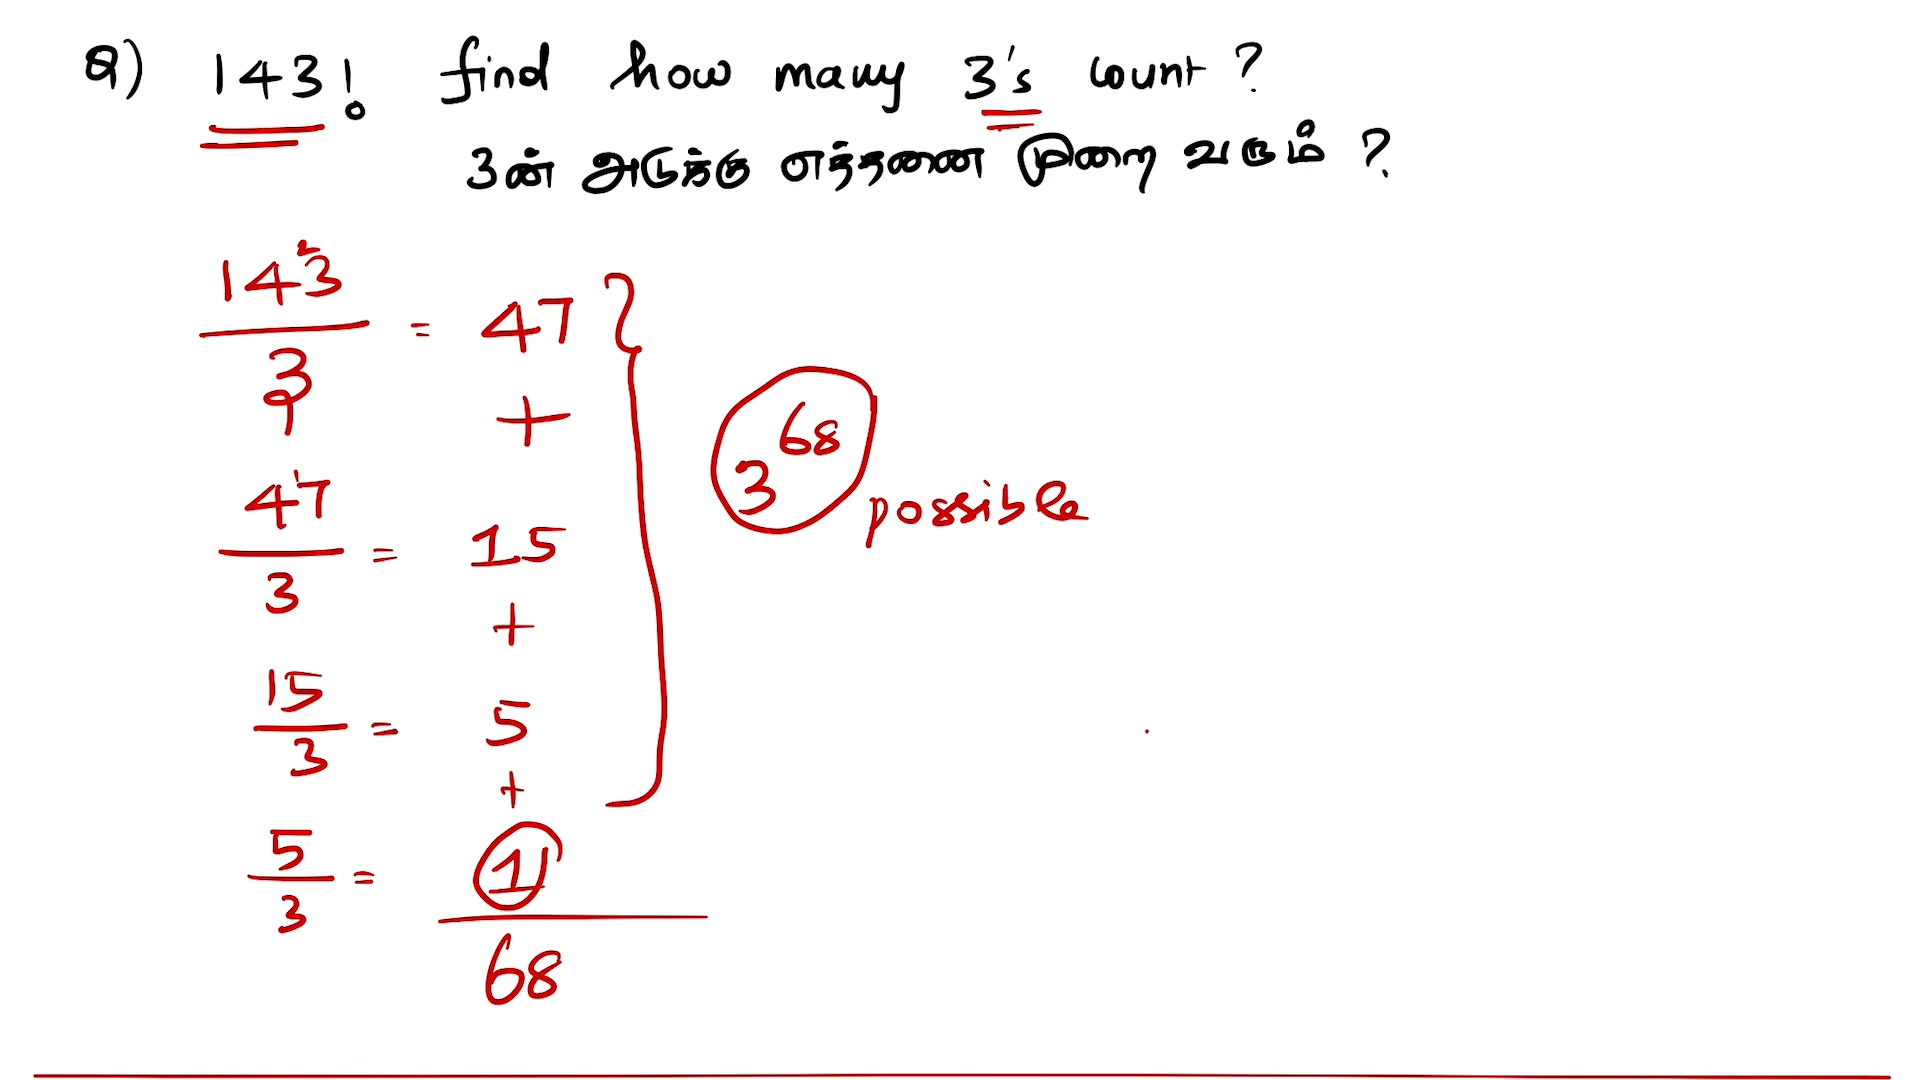 Q) 143! find how many 3's count ?
3ன் அடுக்கு எத்தனை முறை வரும் ?
143/3 = 47
+
47/3 = 15
+
15/3 = 5
+
5/3 = 1
68
3^68 possible